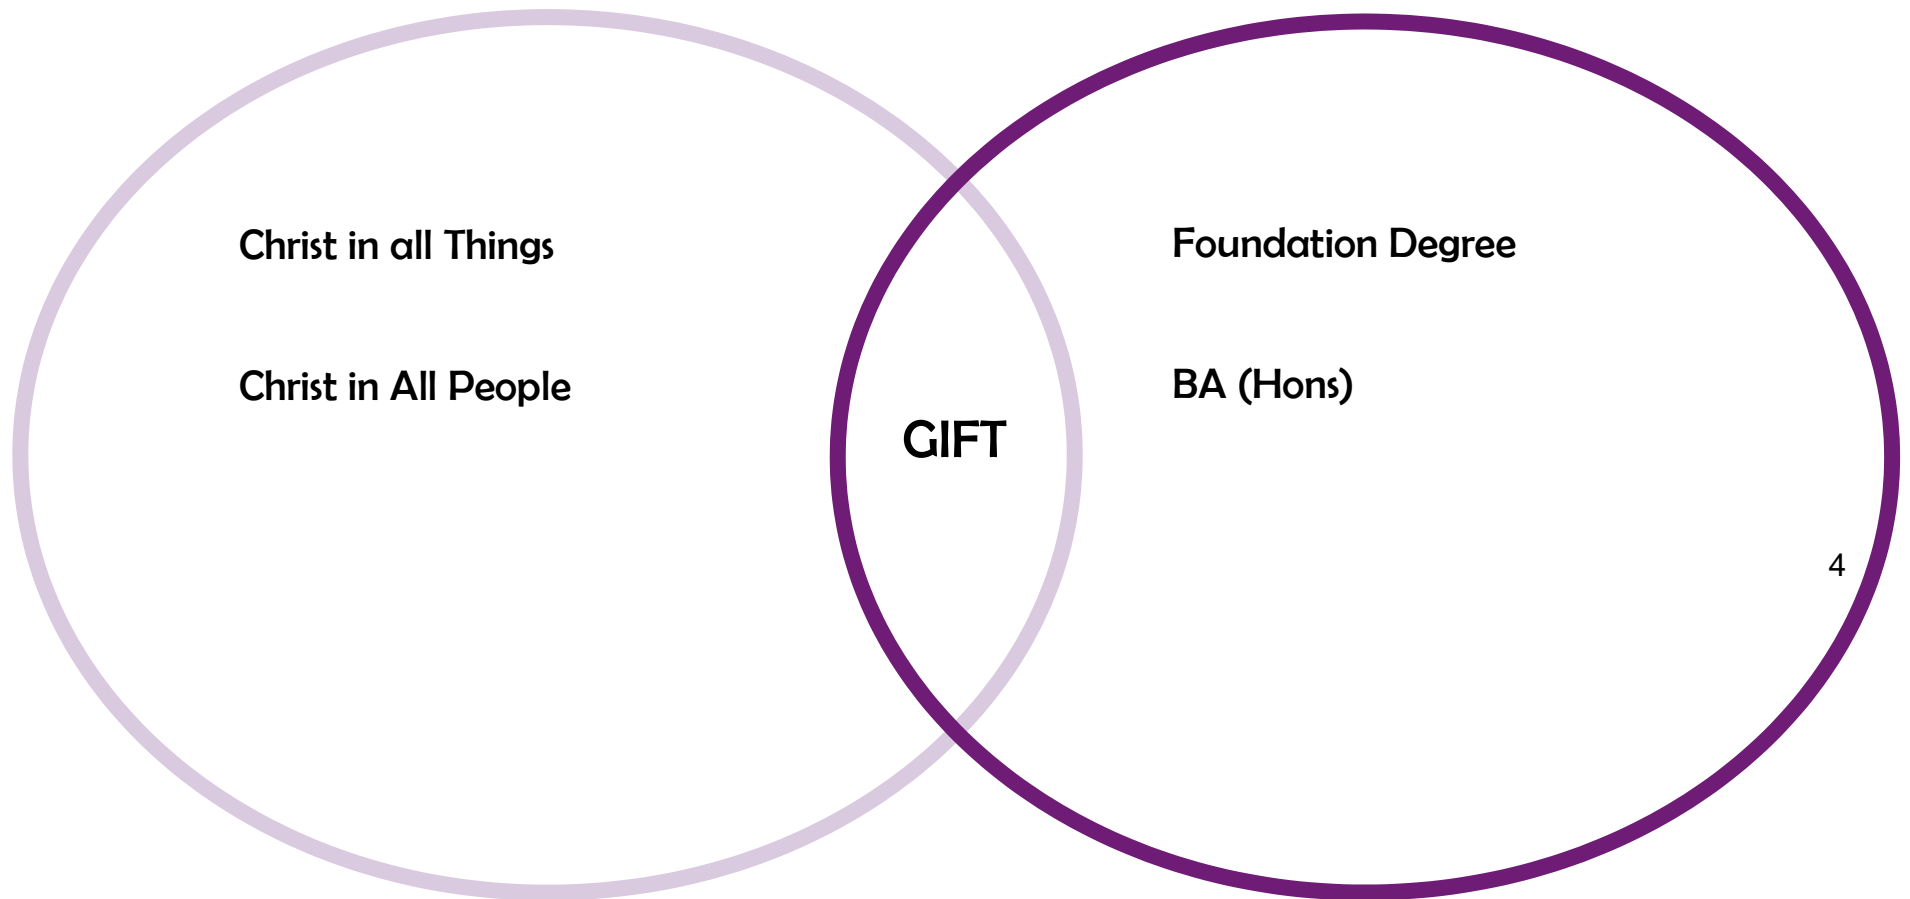 Christ in all Things
Christ in All People
GIFT
Foundation Degree
BA (Hons)
4